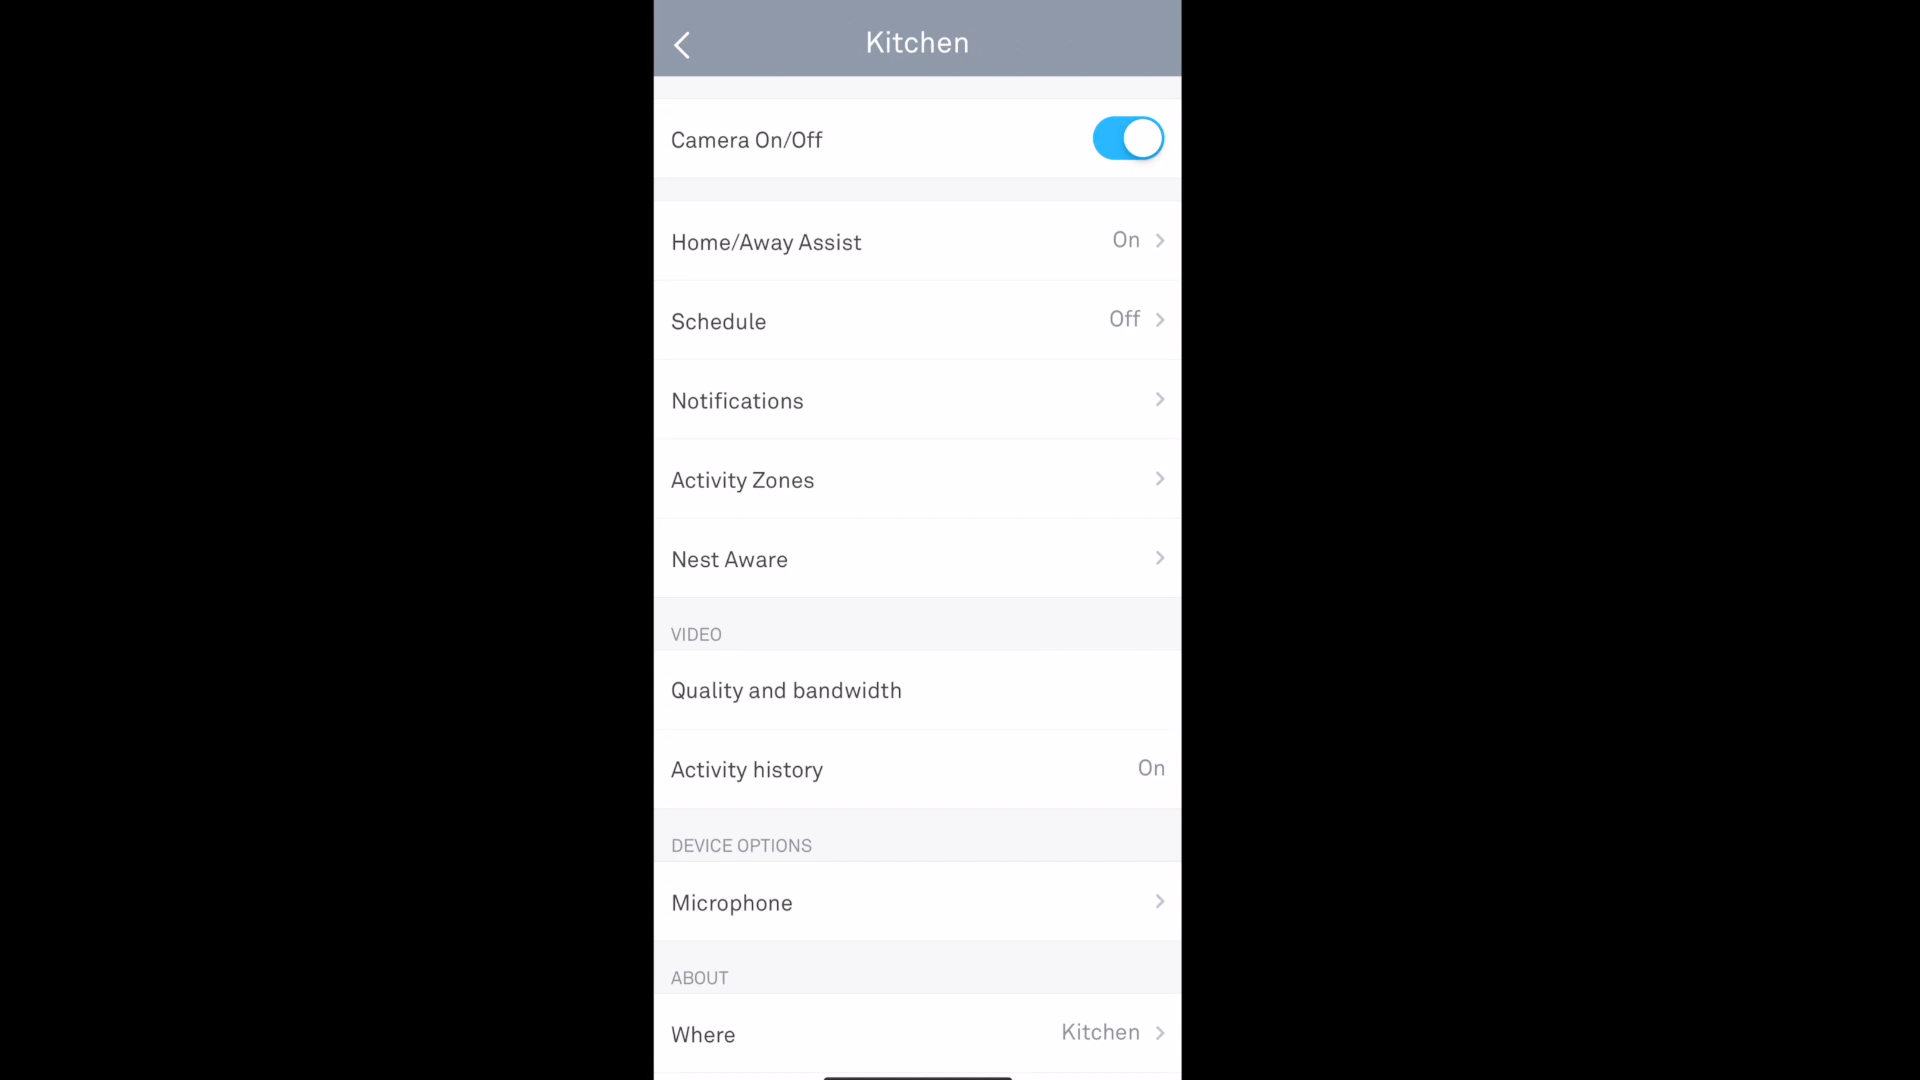 Kitchen
Camera On/Off
Home/Away Assist On
Schedule Off
Notifications
Activity Zones
Nest Aware
VIDEO
Quality and bandwidth
Activity history On
DEVICE OPTIONS
Microphone
ABOUT
Where Kitchen